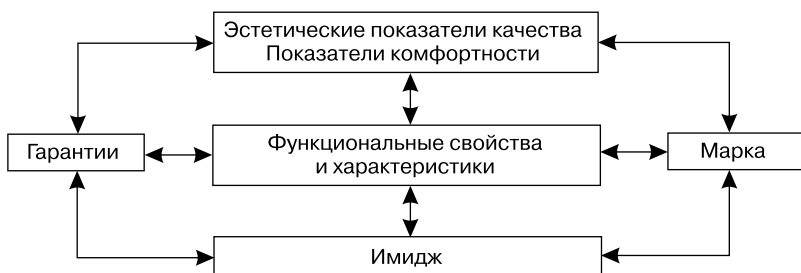 Эстетические показатели качества
Показатели комфортности
Гарантии
Функциональные свойства
и характеристики
Марка
Имидж